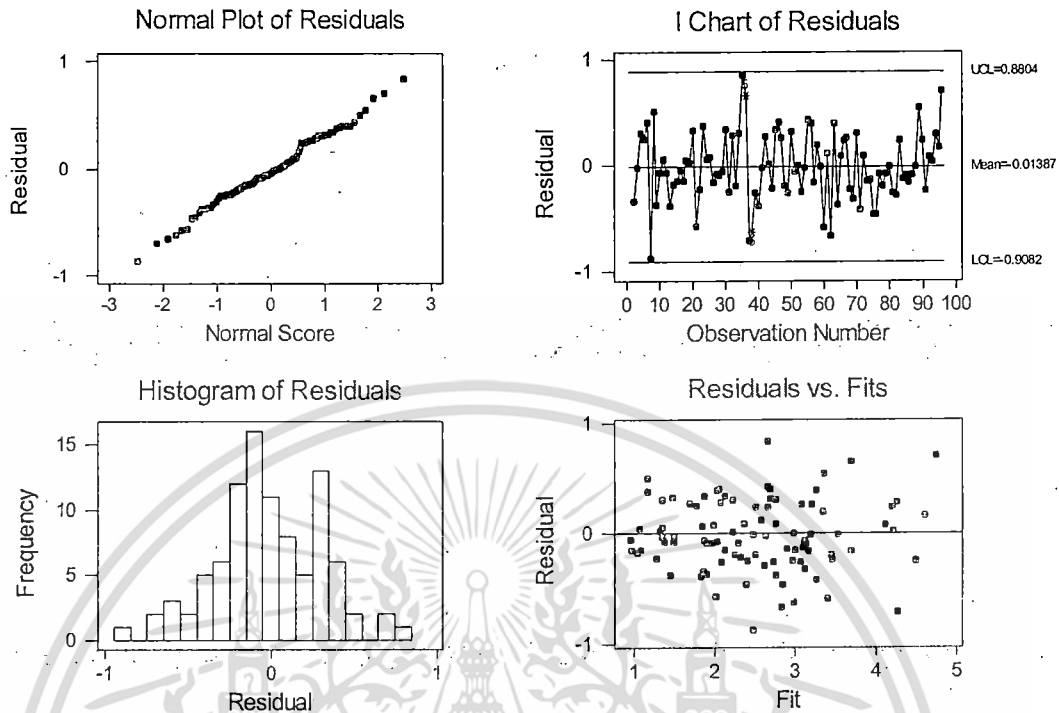 Normal Plot of Residuals
1
0
-1
Residual
-3 -2 -1 0 1 2 3
Normal Score
I Chart of Residuals
1
0
-1
Residual
UCL=0.8804
Mean=-0.01387
LCL=-0.9082
0 10 20 30 40 50 60 70 80 90 100
Observation Number
Histogram of Residuals
15
10
5
0
Frequency
-1 0 1
Residual
Residuals vs. Fits
1
0
-1
Residual
1 2 3 4 5
Fit